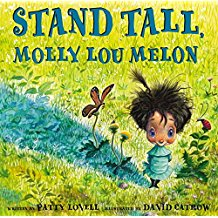 STAND TALL,
MOLLY LOU MELON
WRITTEN BY PATTY LOVELL ILLUSTRATED BY DAVID CATROW